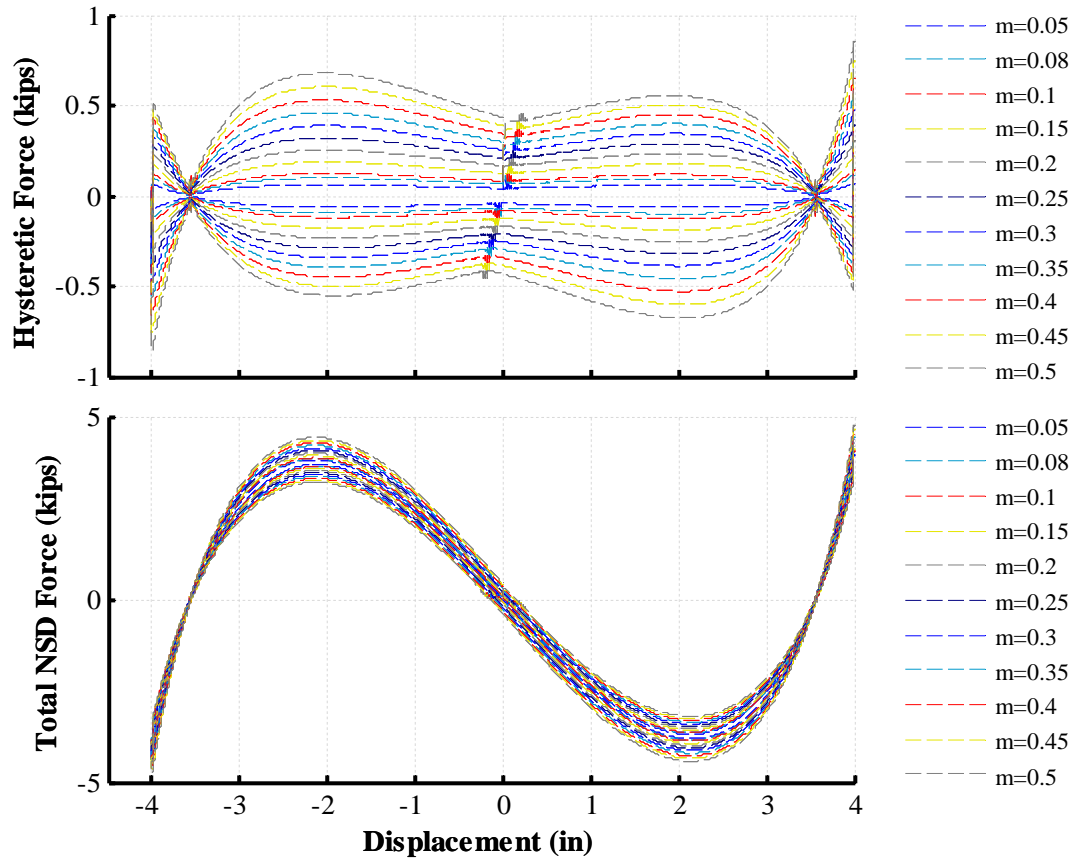 1
0.5
0
-0.5
-1
Hysteretic Force (kips)
m=0.05
m=0.08
m=0.1
m=0.15
m=0.2
m=0.25
m=0.3
m=0.35
m=0.4
m=0.45
m=0.5
5
0
-5
Total NSD Force (kips)
m=0.05
m=0.08
m=0.1
m=0.15
m=0.2
m=0.25
m=0.3
m=0.35
m=0.4
m=0.45
m=0.5
-4 -3 -2 -1 0 1 2 3 4
Displacement (in)